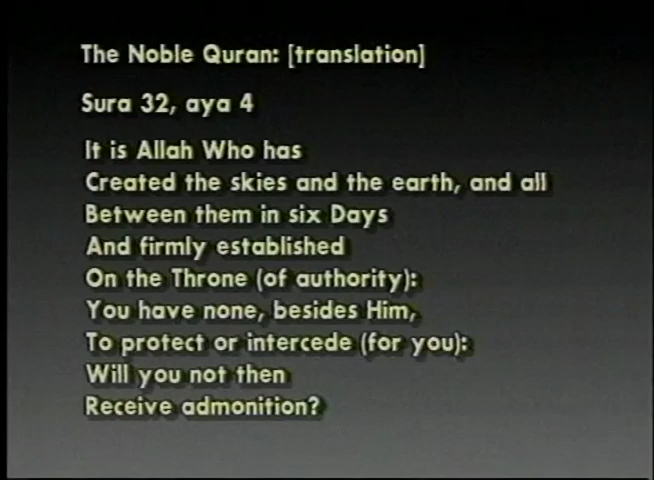 The Noble Quran: [translation]
Sura 32, aya 4
It is Allah Who has
Created the skies and the earth, and all
Between them in six Days
And firmly established
On the Throne (of authority):
You have none, besides Him,
To protect or intercede (for you):
Will you not then
Receive admonition?